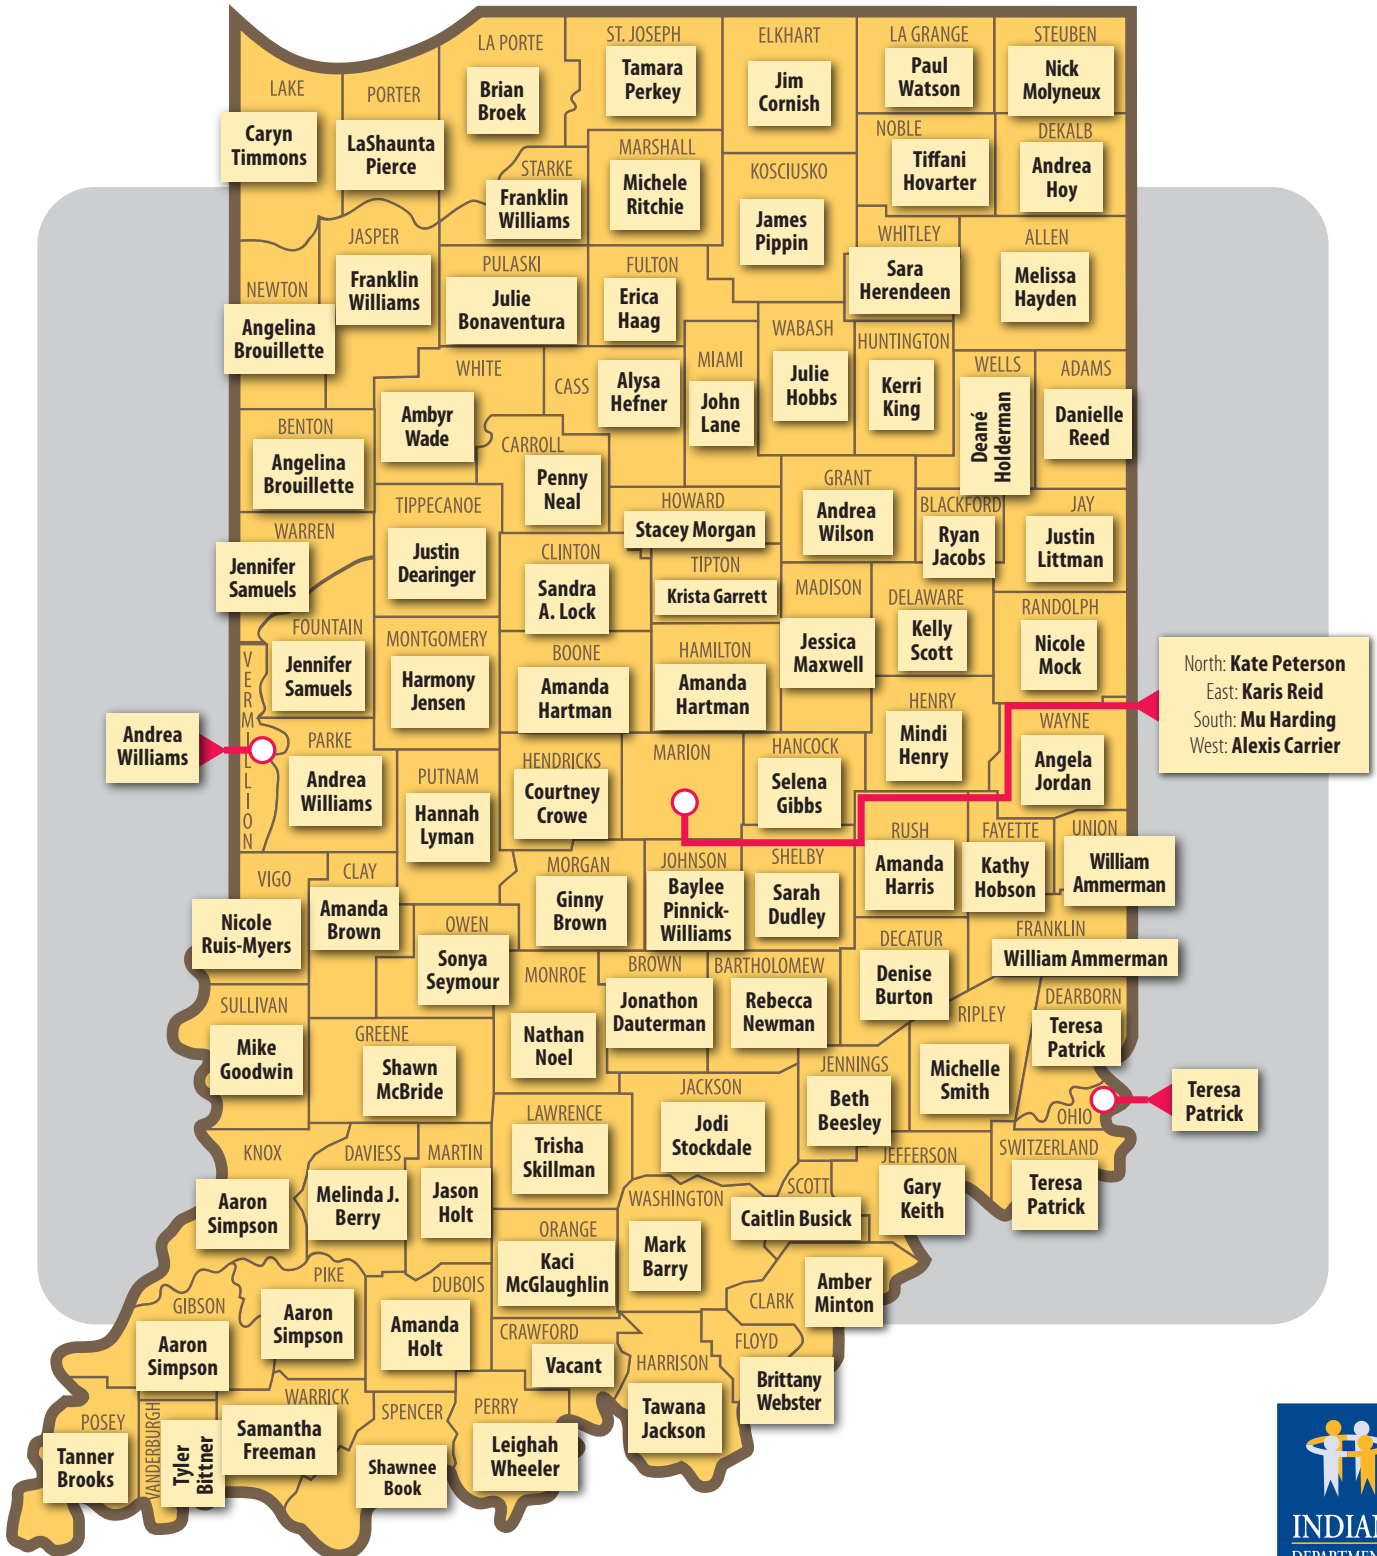 LAKE
Caryn
Timmons
PORTER
LaShaunta
Pierce
LA PORTE
Brian
Broek
ST. JOSEPH
Tamara
Perkey
ELKHART
Jim
Cornish
LA GRANGE
Paul
Watson
STEUBEN
Nick
Molyneux
STARKE
Franklin
Williams
MARSHALL
Michele
Ritchie
KOSCIUSKO
James
Pippin
NOBLE
Tiffani
Hovarter
DEKALB
Andrea
Hoy
NEWTON
Angelina
Brouillette
JASPER
Franklin
Williams
PULASKI
Julie
Bonaventura
FULTON
Erica
Haag
WHITLEY
Sara
Herendeen
ALLEN
Melissa
Hayden
WHITE
Ambyr
Wade
CASS
Alysa
Hefner
MIAMI
John
Lane
WABASH
Julie
Hobbs
HUNTINGTON
Kerri
King
WELLS
Deané
Holderman
ADAMS
Danielle
Reed
BENTON
Angelina
Brouillette
CARROLL
Penny
Neal
HOWARD
Stacey Morgan
GRANT
Andrea
Wilson
BLACKFORD
Ryan
Jacobs
JAY
Justin
Littman
WARREN
Jennifer
Samuels
TIPPECANOE
Justin
Dearinger
CLINTON
Sandra
A. Lock
TIPTON
Krista Garrett
MADISON
Jessica
Maxwell
DELAWARE
Kelly
Scott
RANDOLPH
Nicole
Mock
FOUNTAIN
Jennifer
Samuels
MONTGOMERY
Harmony
Jensen
BOONE
Amanda
Hartman
HAMILTON
Amanda
Hartman
HENRY
Mindi
Henry
WAYNE
Angela
Jordan
North: Kate Peterson
East: Karis Reid
South: Mu Harding
West: Alexis Carrier
VERMILLION
Andrea
Williams
PARKE
Andrea
Williams
PUTNAM
Hannah
Lyman
HENDRICKS
Courtney
Crowe
MARION
HANCOCK
Selena
Gibbs
RUSH
Amanda
Harris
FAYETTE
Kathy
Hobson
UNION
William
Ammerman
VIGO
Nicole
Ruis-Myers
CLAY
Amanda
Brown
OWEN
Sonya
Seymour
MORGAN
Ginny
Brown
JOHNSON
Baylee
Pinnick-
Williams
SHELBY
Sarah
Dudley
DECATUR
Denise
Burton
FRANKLIN
William Ammerman
SULLIVAN
Mike
Goodwin
GREENE
Shawn
McBride
MONROE
Nathan
Noel
BROWN
Jonathon
Dauterman
BARTHOLOMEW
Rebecca
Newman
JENNINGS
Beth
Beesley
RIPLEY
Michelle
Smith
DEARBORN
Teresa
Patrick
OHIO
Teresa
Patrick
KNOX
Aaron
Simpson
DAVIESS
Melinda J.
Berry
MARTIN
Jason
Holt
LAWRENCE
Trisha
Skillman
JACKSON
Jodi
Stockdale
JEFFERSON
Gary
Keith
SWITZERLAND
Teresa
Patrick
ORANGE
Kaci
McGlaughlin
WASHINGTON
Mark
Barry
SCOTT
Caitlin Busick
CLARK
Amber
Minton
GIBSON
Aaron
Simpson
PIKE
Aaron
Simpson
DUBOIS
Amanda
Holt
CRAWFORD
Vacant
HARRISON
Tawana
Jackson
FLOYD
Brittany
Webster
POSEY
Tanner
Brooks
VANDERBURGH
Tyler
Bittner
WARRICK
Samantha
Freeman
SPENCER
Shawnee
Book
PERRY
Leighah
Wheeler